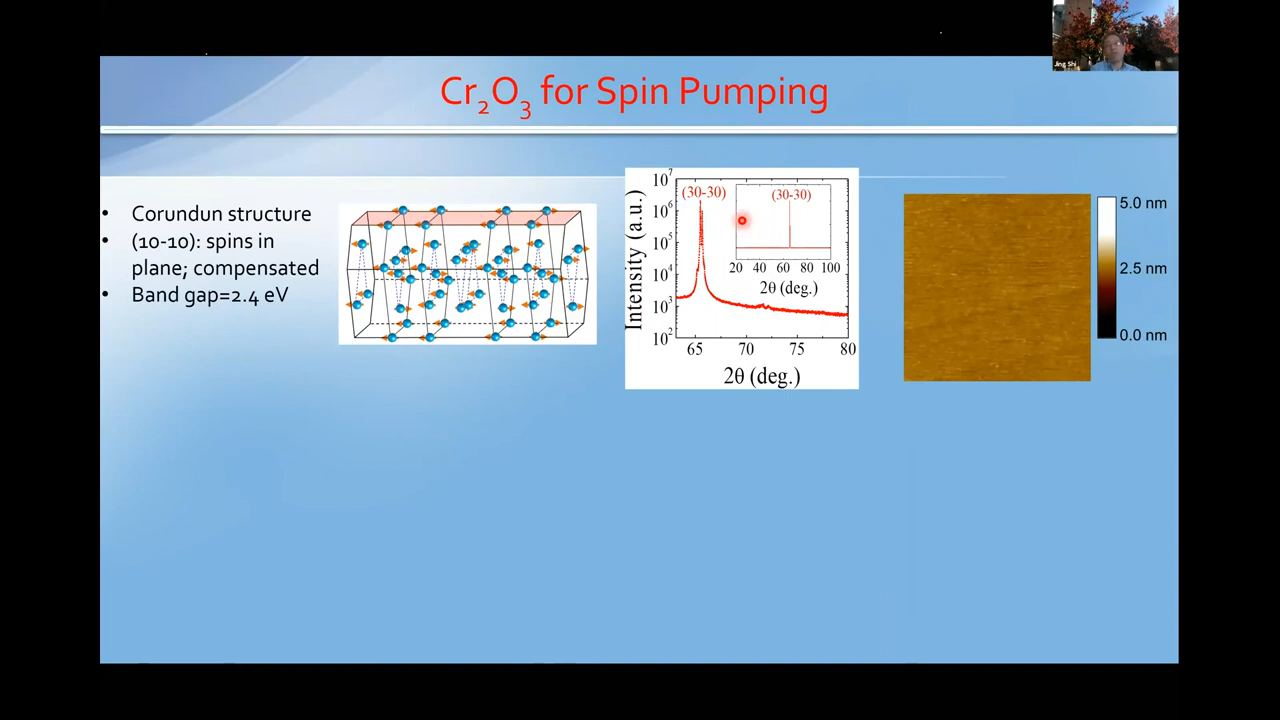 Jing Shi
Cr₂O₃ for Spin Pumping
• Corundun structure
• (10-10): spins in
plane; compensated
• Band gap=2.4 eV
Intensity (a.u.)
10⁷
10⁶
10⁵
10⁴
10³
10²
(30-30)
(30-30)
20 40 60 80 100
2θ (deg.)
65 70 75 80
2θ (deg.)
5.0 nm
2.5 nm
0.0 nm